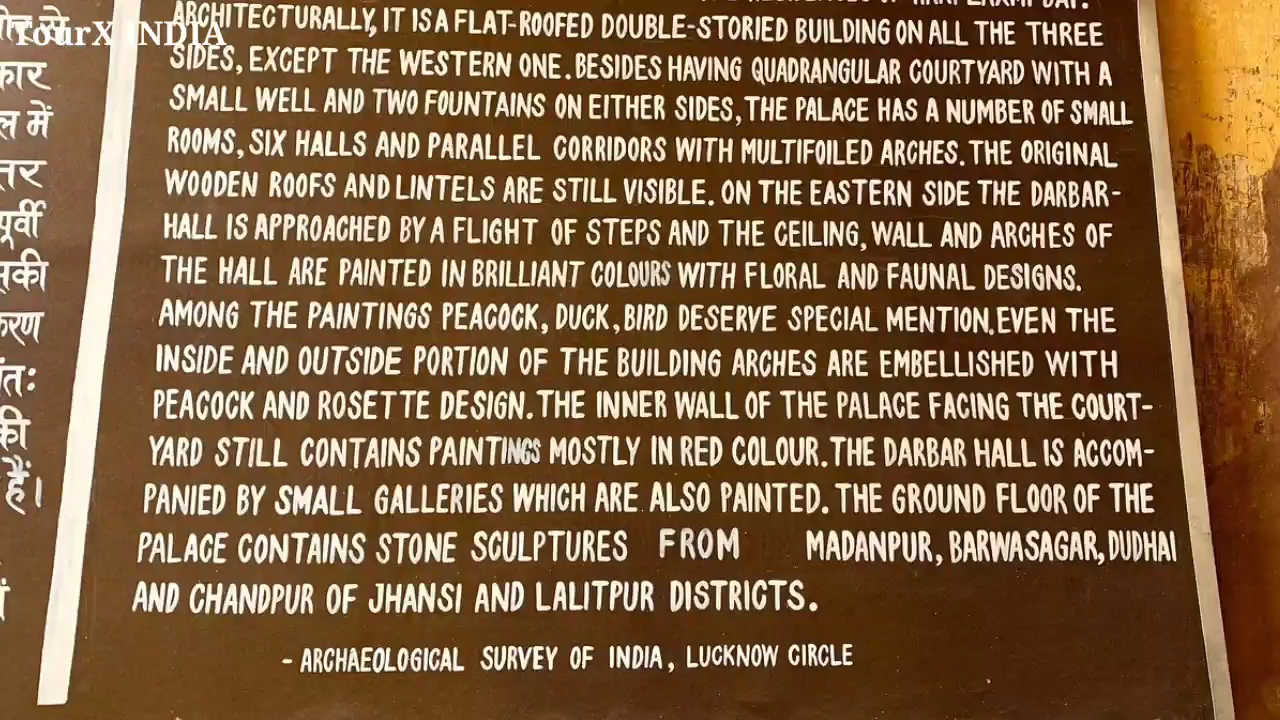 TourX INDIA
ARCHITECTURALLY, IT IS A FLAT-ROOFED DOUBLE-STORIED BUILDING ON ALL THE THREE
SIDES, EXCEPT THE WESTERN ONE. BESIDES HAVING QUADRANGULAR COURTYARD WITH A
SMALL WELL AND TWO FOUNTAINS ON EITHER SIDES, THE PALACE HAS A NUMBER OF SMALL
ROOMS, SIX HALLS AND PARALLEL CORRIDORS WITH MULTIFOILED ARCHES. THE ORIGINAL
WOODEN ROOFS AND LINTELS ARE STILL VISIBLE. ON THE EASTERN SIDE THE DARBAR-
HALL IS APPROACHED BY A FLIGHT OF STEPS AND THE CEILING, WALL AND ARCHES OF
THE HALL ARE PAINTED IN BRILLIANT COLOURS WITH FLORAL AND FAUNAL DESIGNS.
AMONG THE PAINTINGS PEACOCK, DUCK, BIRD DESERVE SPECIAL MENTION. EVEN THE
INSIDE AND OUTSIDE PORTION OF THE BUILDING ARCHES ARE EMBELLISHED WITH
PEACOCK AND ROSETTE DESIGN. THE INNER WALL OF THE PALACE FACING THE COURT-
YARD STILL CONTAINS PAINTINGS MOSTLY IN RED COLOUR. THE DARBAR HALL IS ACCOM-
PANIED BY SMALL GALLERIES WHICH ARE ALSO PAINTED. THE GROUND FLOOR OF THE
PALACE CONTAINS STONE SCULPTURES FROM MADANPUR, BARWASAGAR, DUDHAI
AND CHANDPUR OF JHANSI AND LALITPUR DISTRICTS.
- ARCHAEOLOGICAL SURVEY OF INDIA, LUCKNOW CIRCLE
में
हैं।